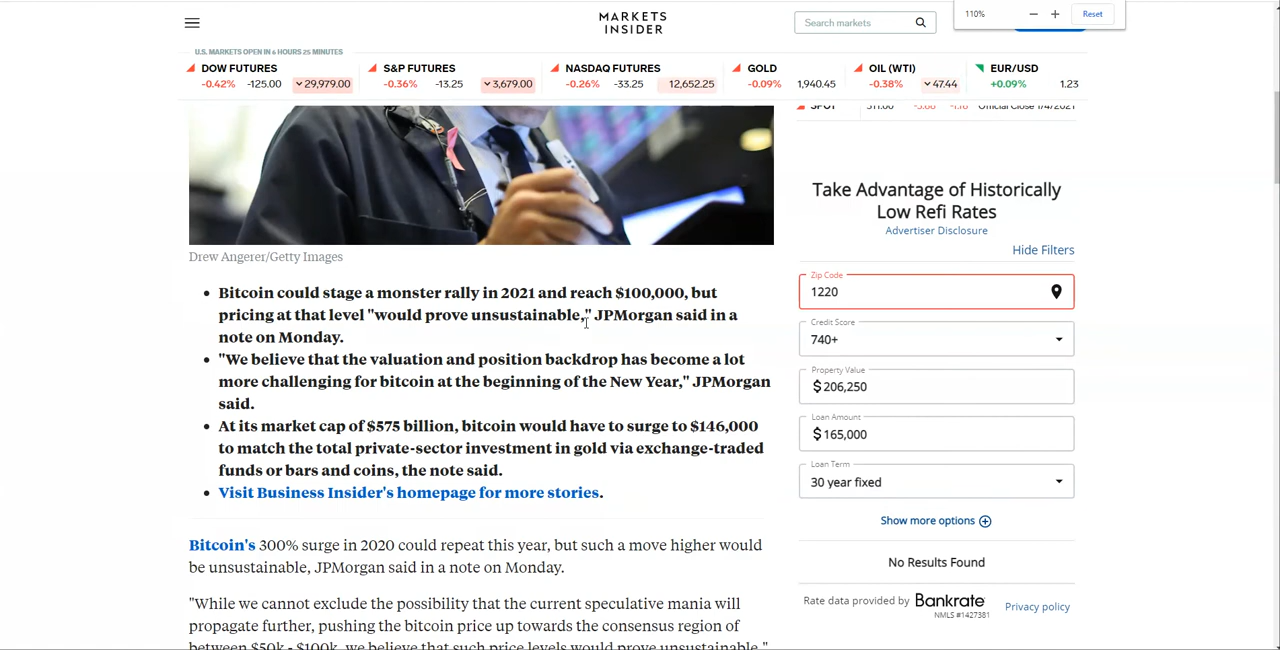 110%
Reset
MARKETS
INSIDER
Search markets
U.S. MARKETS OPEN IN 6 HOURS 25 MINUTES
DOW FUTURES
-0.42% -125.00 29,979.00
S&P FUTURES
-0.36% -13.25 3,679.00
NASDAQ FUTURES
-0.26% -33.25 12,652.25
GOLD
-0.09% 1,940.45
OIL (WTI)
-0.38% 47.44
EUR/USD
+0.09% 1.23
SPOT Official Close 1/4/2021
Drew Angerer/Getty Images
• Bitcoin could stage a monster rally in 2021 and reach $100,000, but
pricing at that level "would prove unsustainable," JPMorgan said in a
note on Monday.
• "We believe that the valuation and position backdrop has become a lot
more challenging for bitcoin at the beginning of the New Year," JPMorgan
said.
• At its market cap of $575 billion, bitcoin would have to surge to $146,000
to match the total private-sector investment in gold via exchange-traded
funds or bars and coins, the note said.
• Visit Business Insider's homepage for more stories.
Bitcoin's 300% surge in 2020 could repeat this year, but such a move higher would
be unsustainable, JPMorgan said in a note on Monday.
"While we cannot exclude the possibility that the current speculative mania will
propagate further, pushing the bitcoin price up towards the consensus region of
between $50k - $100k, we believe that such price levels would prove unsustainable,"
Take Advantage of Historically
Low Refi Rates
Advertiser Disclosure
Hide Filters
Zip Code
1220
Credit Score
740+
Property Value
$ 206,250
Loan Amount
$ 165,000
Loan Term
30 year fixed
Show more options
No Results Found
Rate data provided by Bankrate
NMLS #1427381
Privacy policy